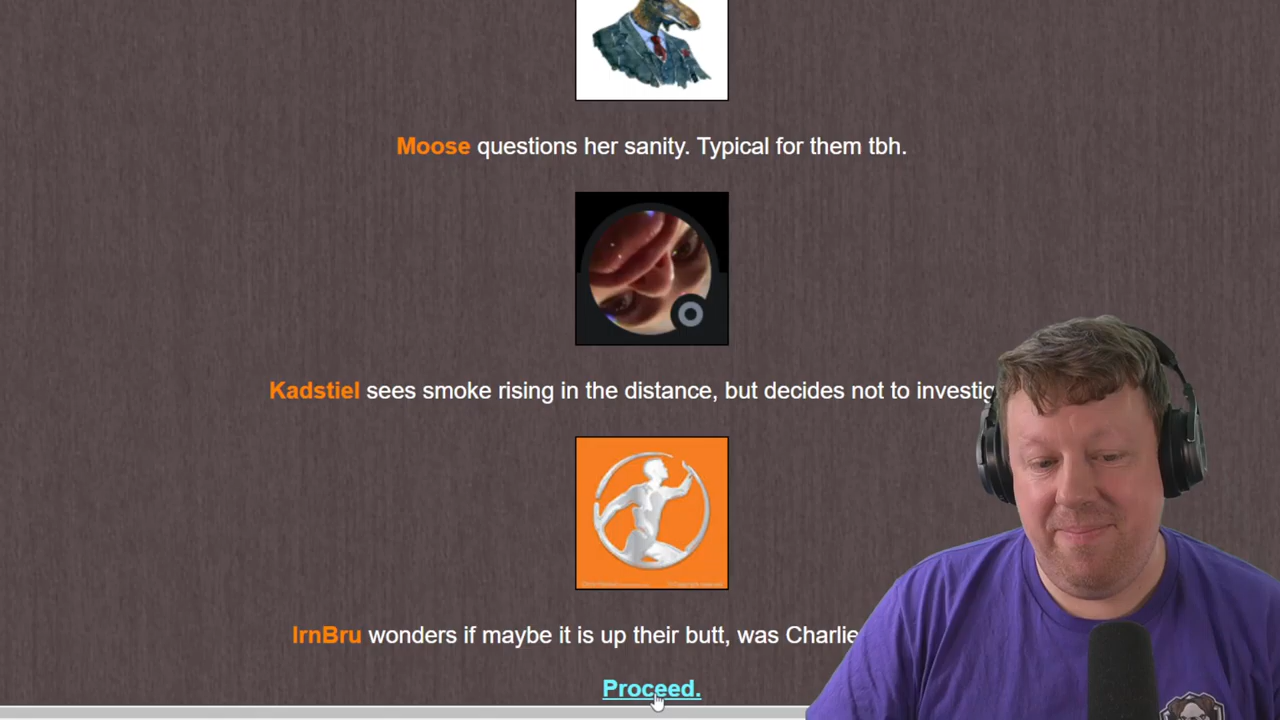 Moose questions her sanity. Typical for them tbh.
Kadstiel sees smoke rising in the distance, but decides not to investig
IrnBru wonders if maybe it is up their butt, was Charlie
Proceed.